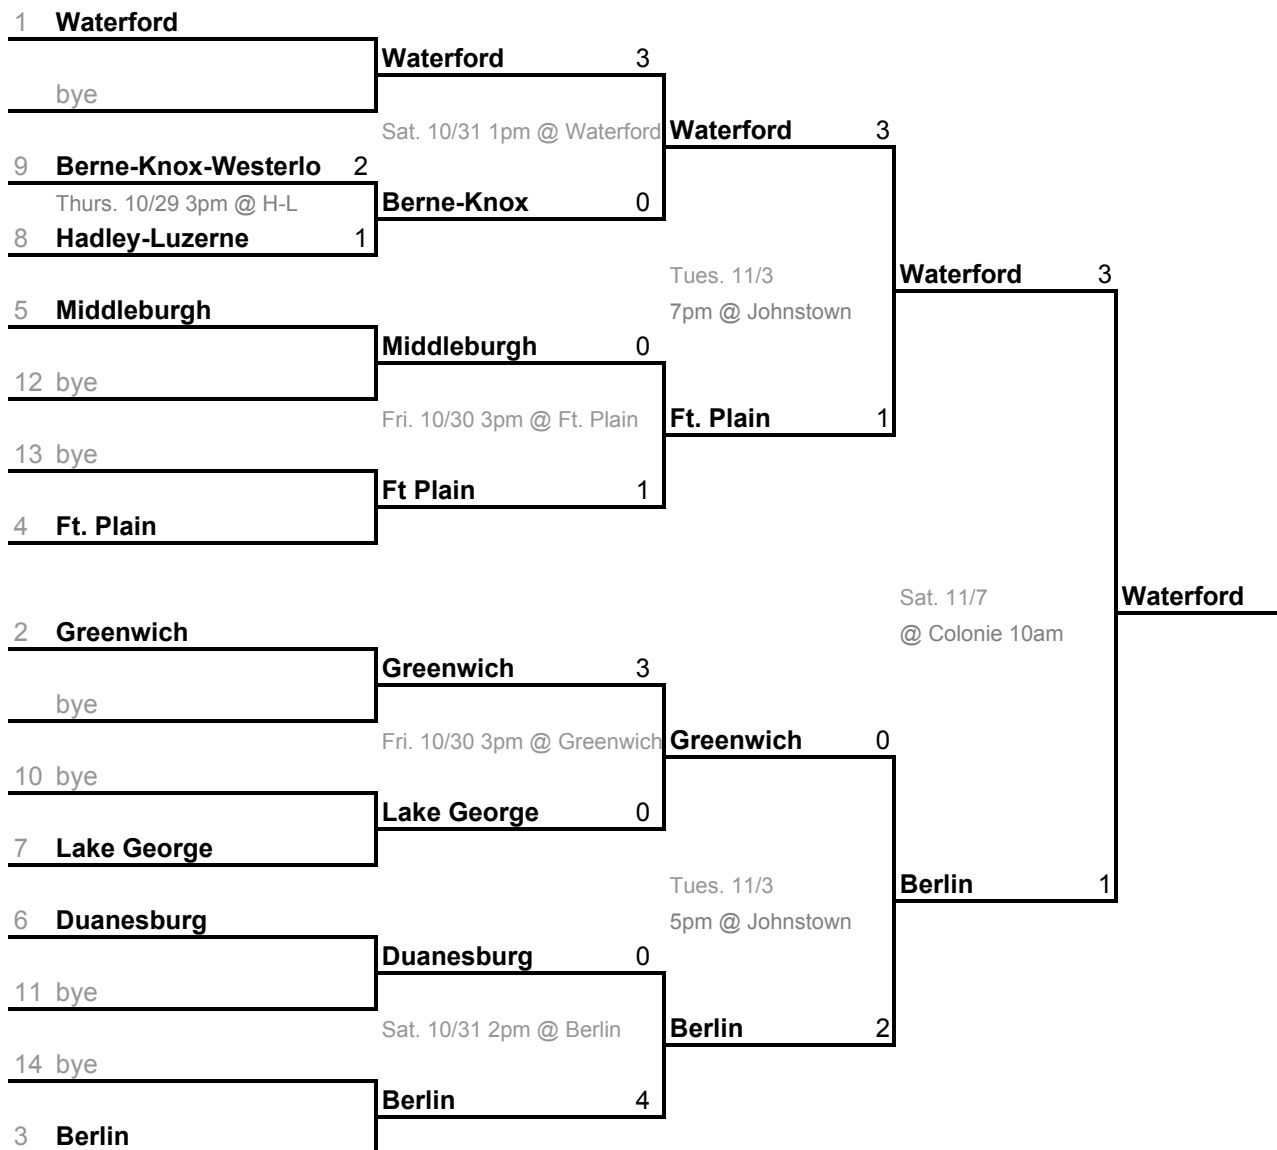 1 Waterford
Waterford 3
bye
Sat. 10/31 1pm @ Waterford Waterford 3
9 Berne-Knox-Westerlo 2
Thurs. 10/29 3pm @ H-L Berne-Knox 0
8 Hadley-Luzerne 1
Tues. 11/3 Waterford 3
5 Middleburgh 7pm @ Johnstown
Middleburgh 0
12 bye
Fri. 10/30 3pm @ Ft. Plain Ft. Plain 1
13 bye
Ft Plain 1
4 Ft. Plain
Sat. 11/7 Waterford
2 Greenwich @ Colonie 10am
Greenwich 3
bye
Fri. 10/30 3pm @ Greenwich Greenwich 0
10 bye
Lake George 0
7 Lake George
Tues. 11/3 Berlin 1
6 Duanesburg 5pm @ Johnstown
Duanesburg 0
11 bye
Sat. 10/31 2pm @ Berlin Berlin 2
14 bye
Berlin 4
3 Berlin